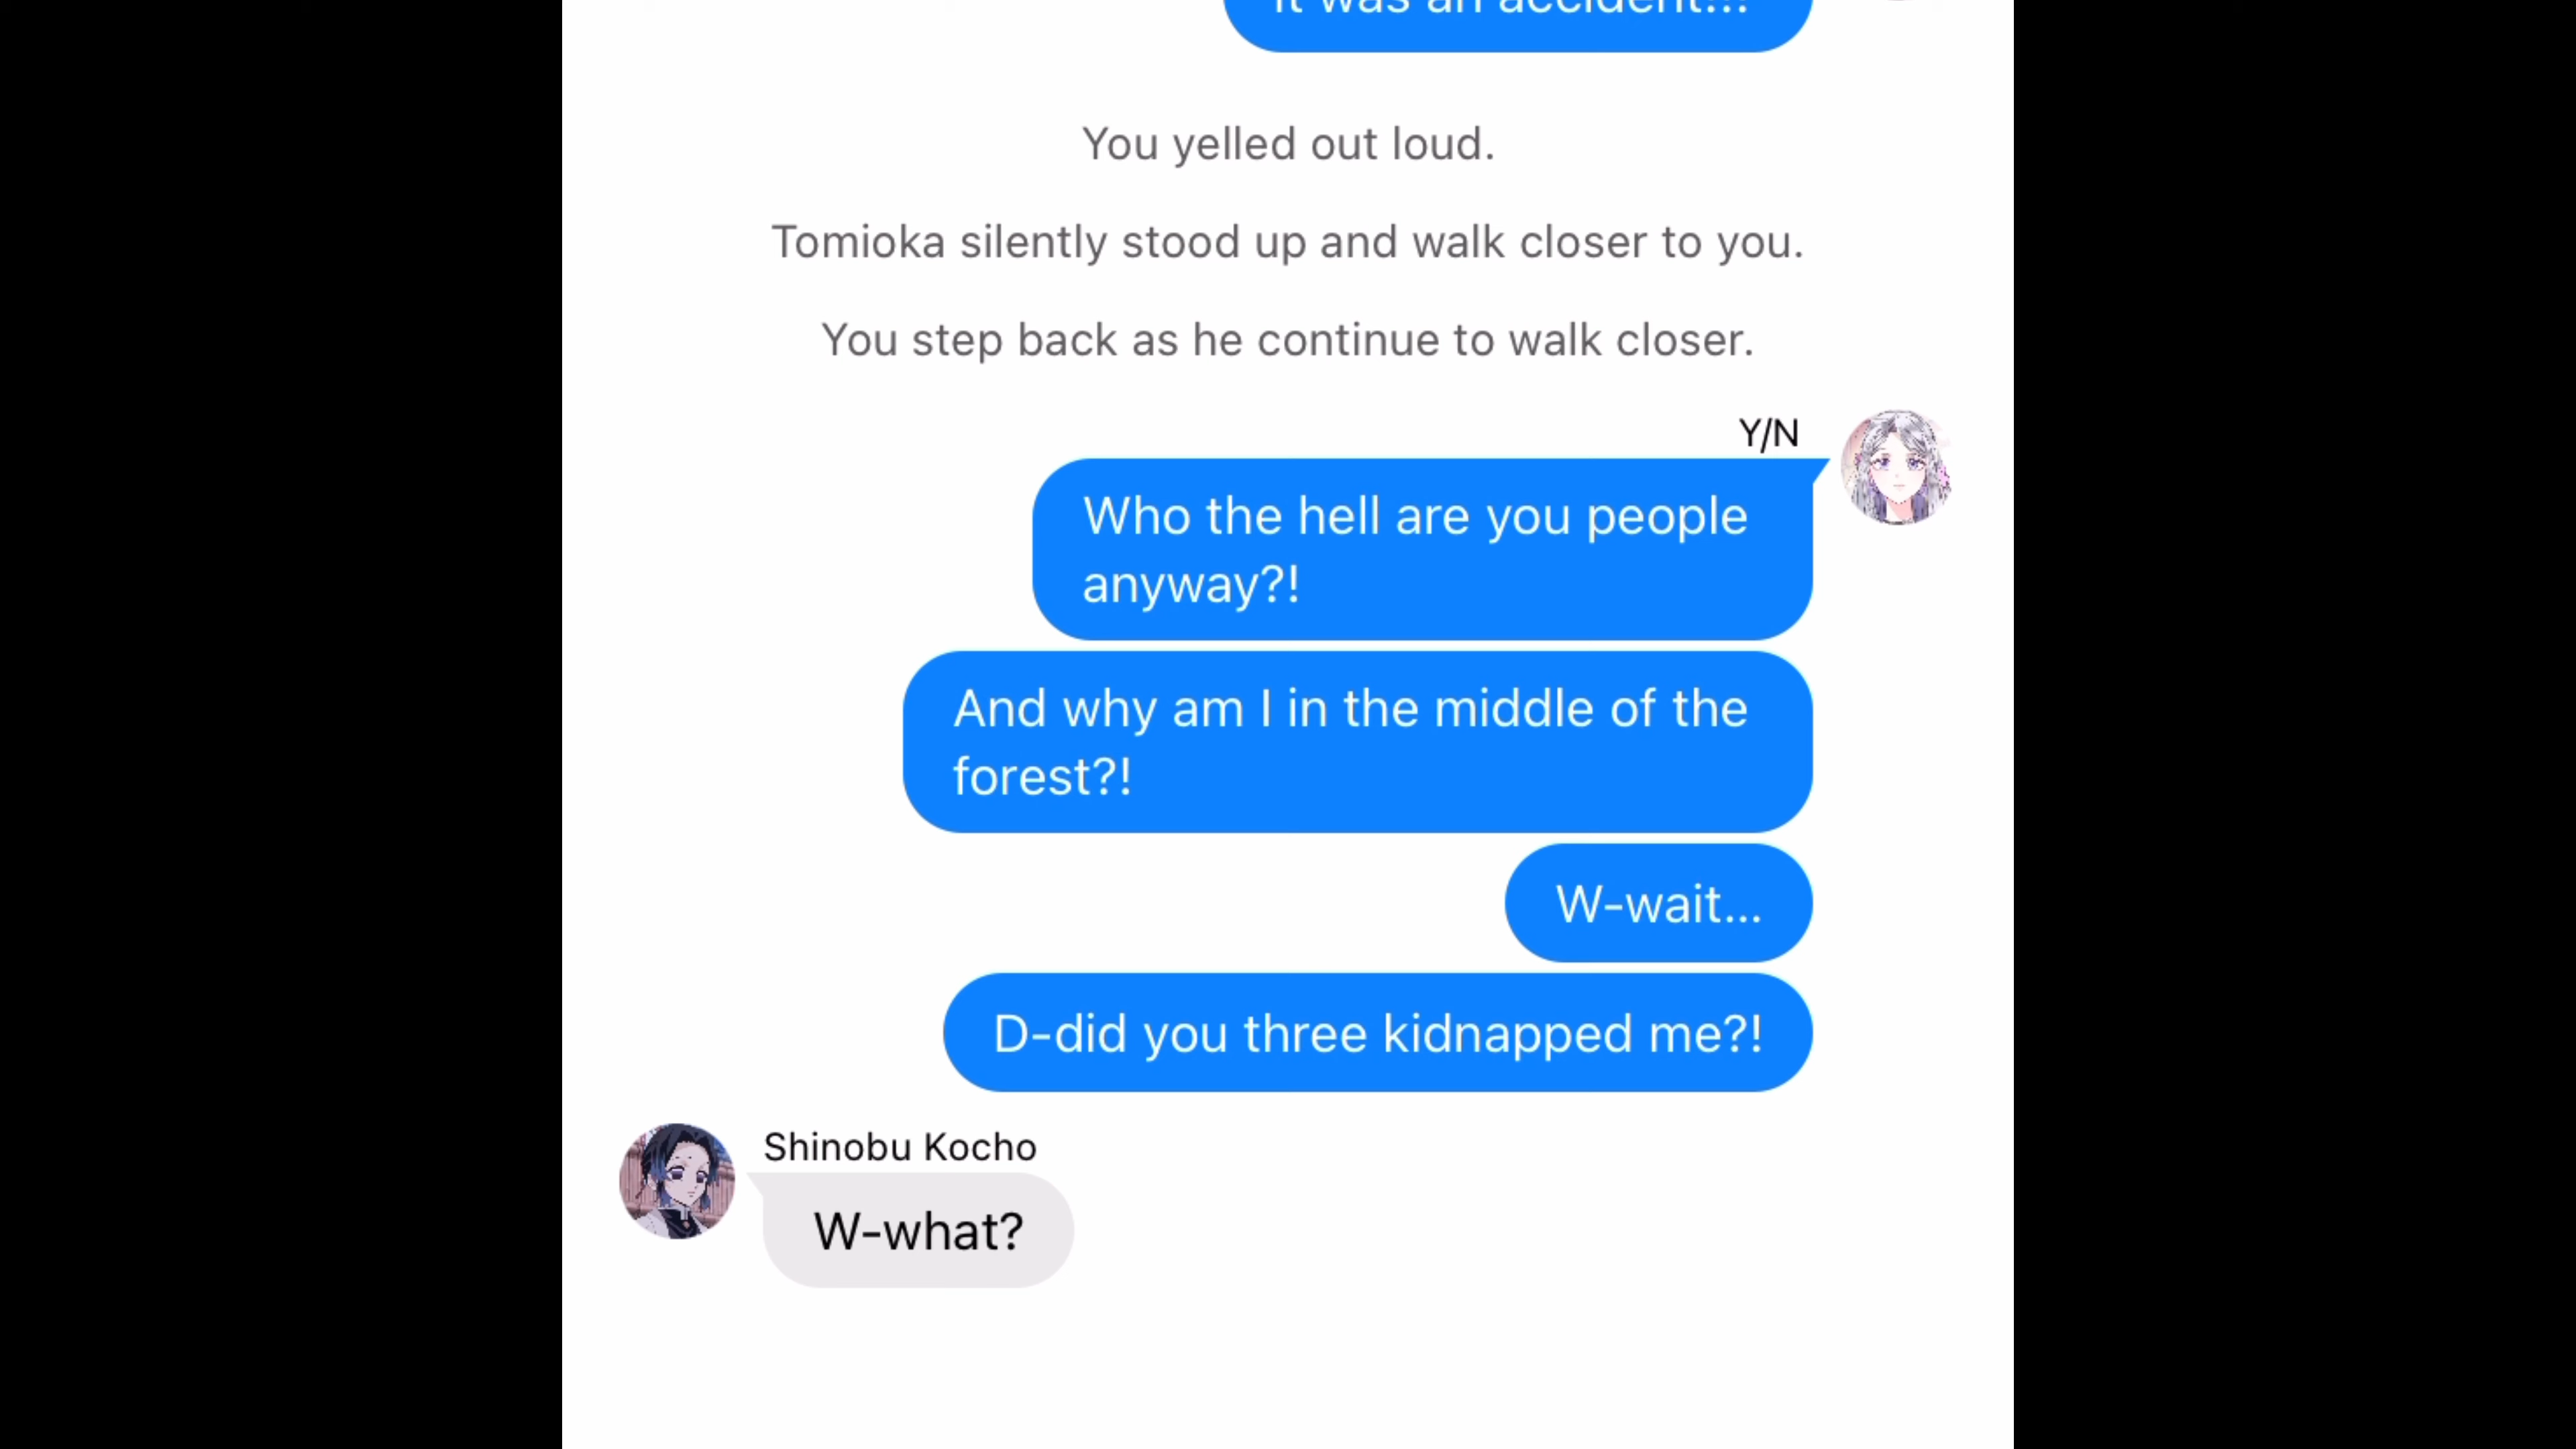 It was an accident...
You yelled out loud.
Tomioka silently stood up and walk closer to you.
You step back as he continue to walk closer.
Y/N
Who the hell are you people
anyway?!
And why am I in the middle of the
forest?!
W-wait...
D-did you three kidnapped me?!
Shinobu Kocho
W-what?